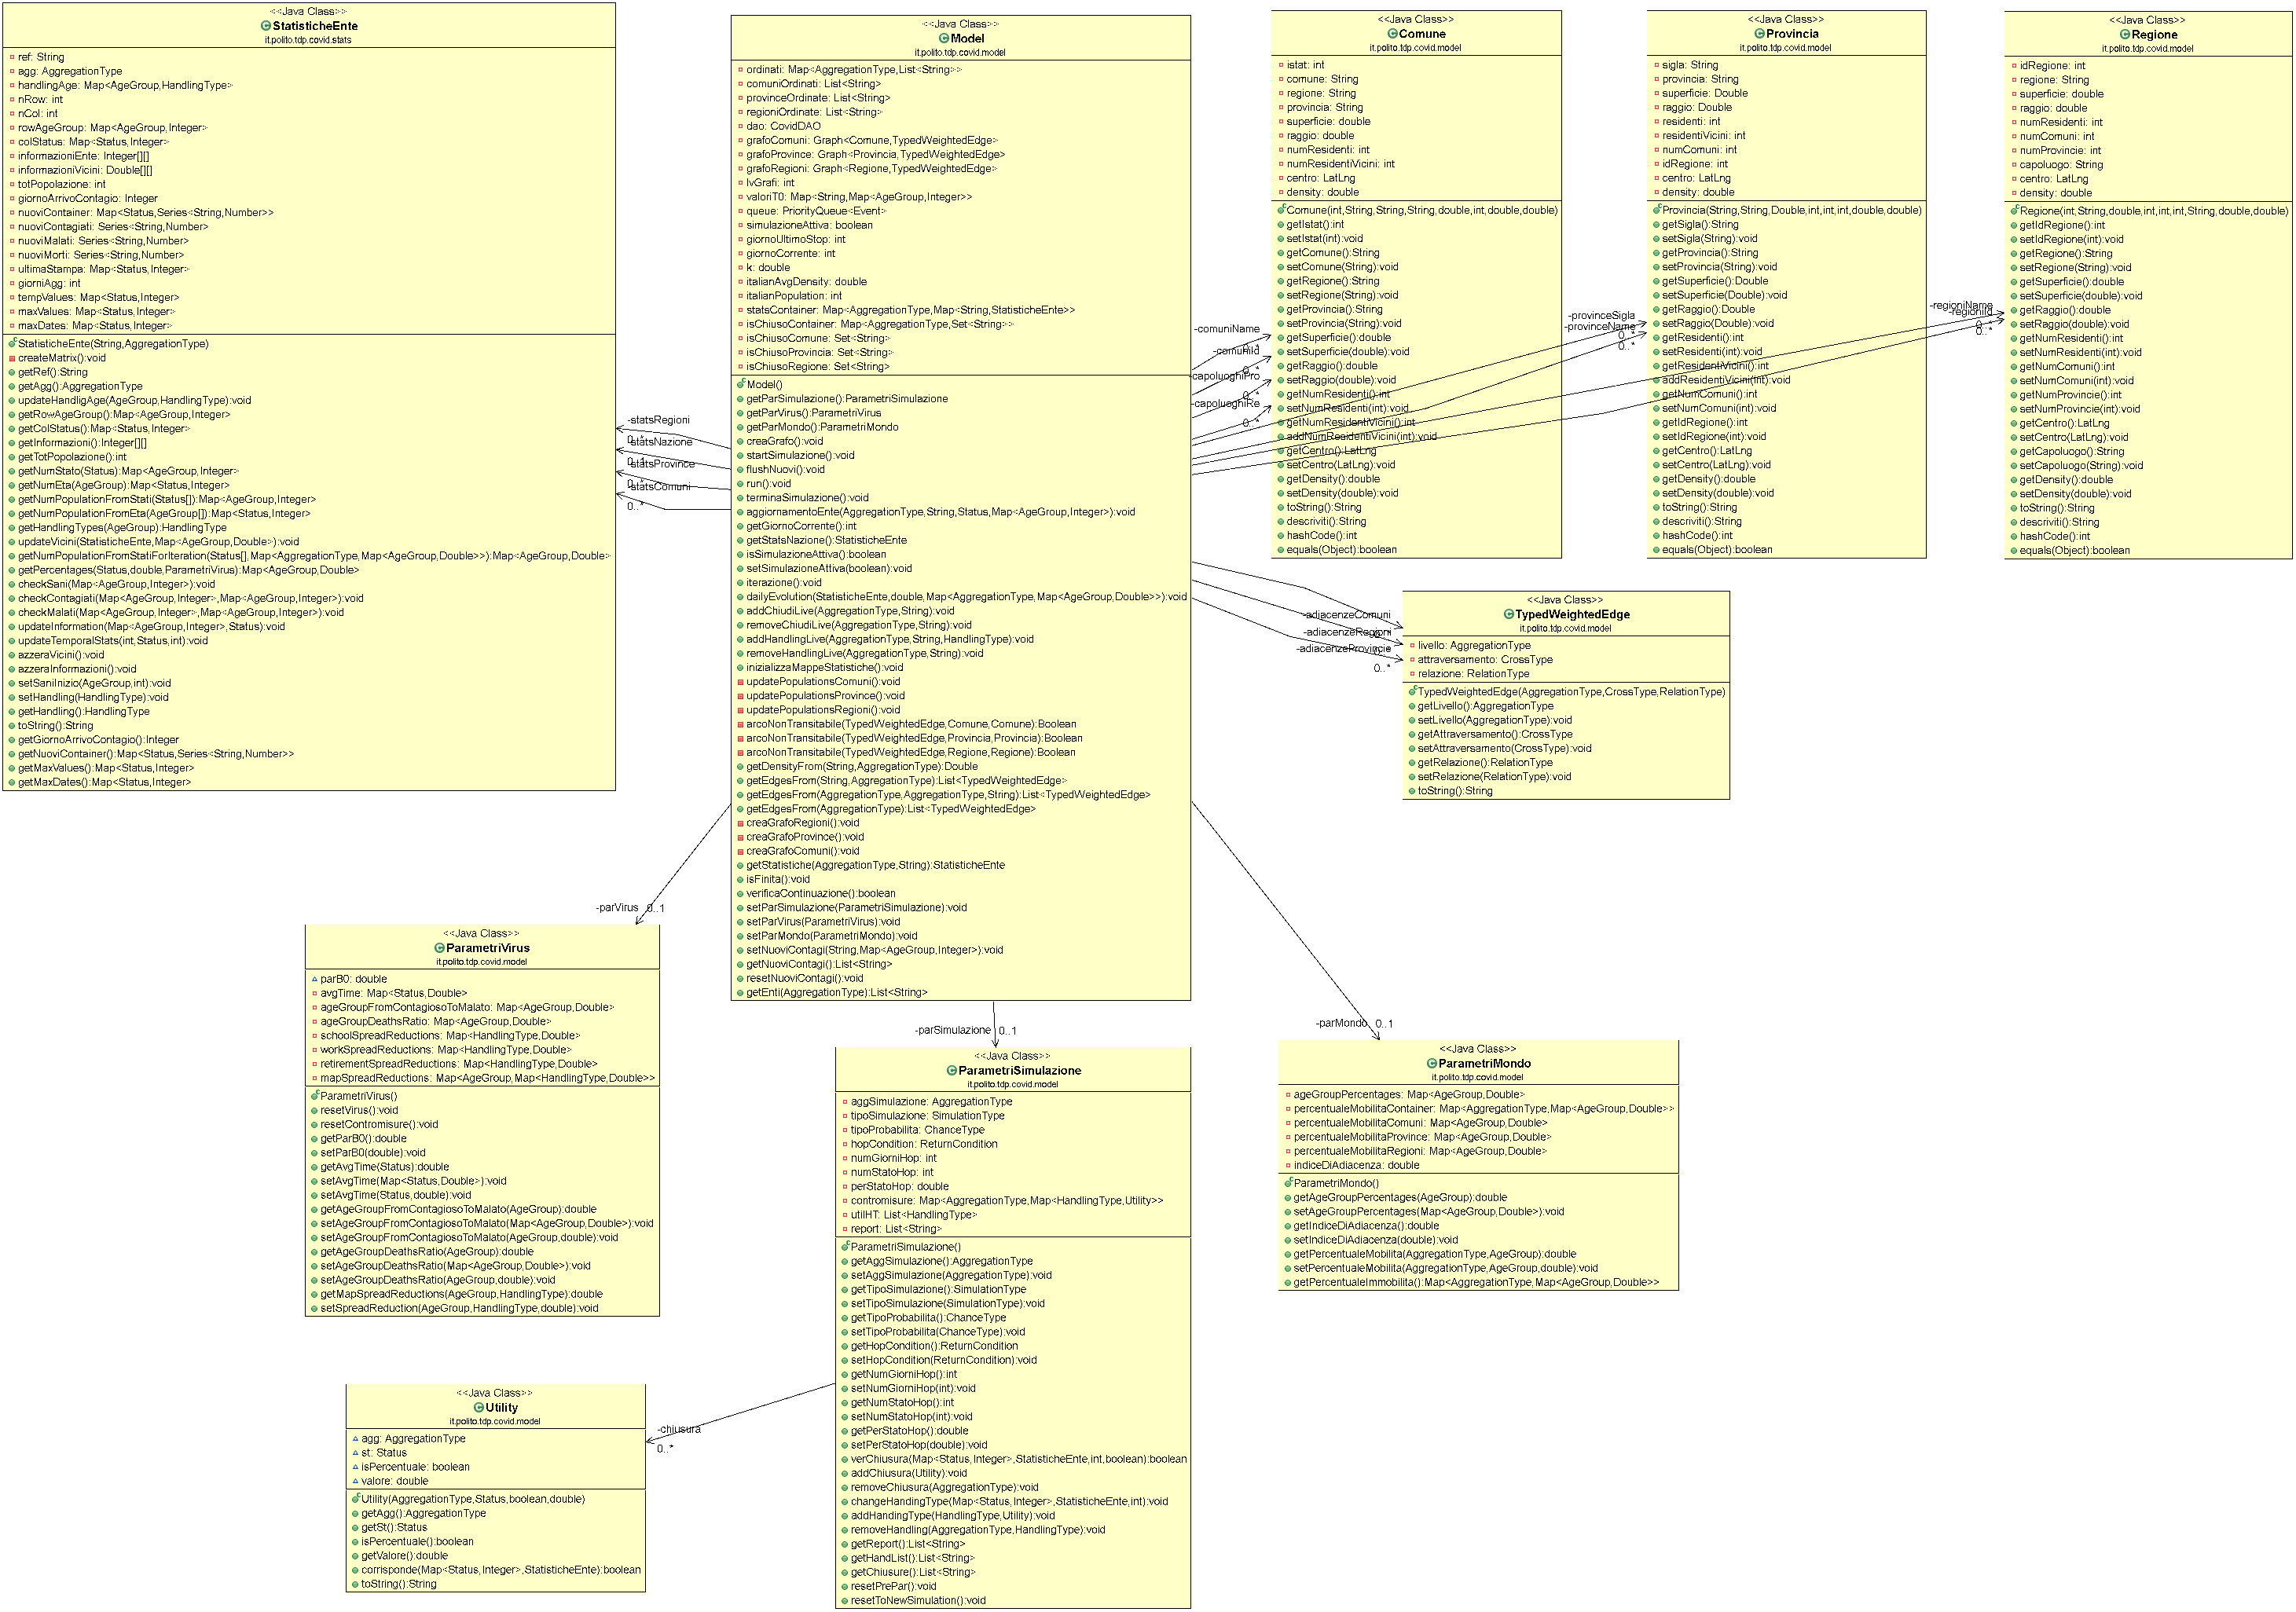 <<Java Class>>
StatisticheEnte
it.polito.tdp.covid.stats
ref: String
agg: AggregationType
handlingAge: Map<AgeGroup,HandlingType>
nRow: int
nCol: int
rowAgeGroup: Map<AgeGroup,Integer>
colStatus: Map<Status,Integer>
informazioniEnte: Integer[][]
informazioniVicini: Double[][]
totPopolazione: int
giornoArrivoContagio: Integer
nuoviContainer: Map<Status,Series<String,Number>>
nuoviContagiati: Series<String,Number>
nuoviMalati: Series<String,Number>
nuoviMorti: Series<String,Number>
ultimaStampa: Map<Status,Integer>
giorniAgg: int
tempValues: Map<Status,Integer>
maxValues: Map<Status,Integer>
maxDates: Map<Status,Integer>
StatisticheEnte(String,AggregationType)
createMatrix():void
getRef():String
getAgg():AggregationType
updateHandligAge(AgeGroup,HandlingType):void
getRowAgeGroup():Map<AgeGroup,Integer>
getColStatus():Map<Status,Integer>
getInformazioni():Integer[][]
getTotPopolazione():int
getNumStato(Status):Map<AgeGroup,Integer>
getNumEta(AgeGroup):Map<Status,Integer>
getNumPopulationFromStati(Status[]):Map<AgeGroup,Integer>
getNumPopulationFromEta(AgeGroup[]):Map<Status,Integer>
getHandlingTypes(AgeGroup):HandlingType
updateVicini(StatisticheEnte,Map<AgeGroup,Double>):void
getNumPopulationFromStatiForIteration(Status[],Map<AggregationType,Map<AgeGroup,Double>>):Map<AgeGroup,Double>
getPercentages(Status,double,ParametriVirus):Map<AgeGroup,Double>
checkSani(Map<AgeGroup,Integer>):void
checkContagiati(Map<AgeGroup,Integer>,Map<AgeGroup,Integer>):void
checkMalati(Map<AgeGroup,Integer>,Map<AgeGroup,Integer>):void
updateInformation(Map<AgeGroup,Integer>,Status):void
updateTemporalStats(int,Status,int):void
azzeraVicini():void
azzeraInformazioni():void
setSaniInizio(AgeGroup,int):void
setHandling(HandlingType):void
getHandling():HandlingType
toString():String
getGiornoArrivoContagio():Integer
getNuoviContainer():Map<Status,Series<String,Number>>
getMaxValues():Map<Status,Integer>
getMaxDates():Map<Status,Integer>
-statsRegioni
0..*
-statsNazione
0..1
-statsProvince
0..*
-statsComuni
0..*
<<Java Class>>
Model
it.polito.tdp.covid.model
ordinati: Map<AggregationType,List<String>>
comuniOrdinati: List<String>
provinceOrdinate: List<String>
regioniOrdinate: List<String>
dao: CovidDAO
grafoComuni: Graph<Comune,TypedWeightedEdge>
grafoProvince: Graph<Provincia,TypedWeightedEdge>
grafoRegioni: Graph<Regione,TypedWeightedEdge>
lvGrafi: int
valoriT0: Map<String,Map<AgeGroup,Integer>>
queue: PriorityQueue<Event>
simulazioneAttiva: boolean
giornoUltimoStop: int
giornoCorrente: int
k: double
italianAvgDensity: double
italianPopulation: int
statsContainer: Map<AggregationType,Map<String,StatisticheEnte>>
isChiusoContainer: Map<AggregationType,Set<String>>
isChiusoComune: Set<String>
isChiusoProvincia: Set<String>
isChiusoRegione: Set<String>
Model()
getParSimulazione():ParametriSimulazione
getParVirus():ParametriVirus
getParMondo():ParametriMondo
creaGrafo():void
startSimulazione():void
flushNuovi():void
run():void
terminaSimulazione():void
aggiornamentoEnte(AggregationType,String,Status,Map<AgeGroup,Integer>):void
getGiornoCorrente():int
getStatsNazione():StatisticheEnte
isSimulazioneAttiva():boolean
setSimulazioneAttiva(boolean):void
iterazione():void
dailyEvolution(StatisticheEnte,double,Map<AggregationType,Map<AgeGroup,Double>>):void
addChiudiLive(AggregationType,String):void
removeChiudiLive(AggregationType,String):void
addHandlingLive(AggregationType,String,HandlingType):void
removeHandlingLive(AggregationType,String):void
inizializzaMappeStatistiche():void
updatePopulationsComuni():void
updatePopulationsProvince():void
updatePopulationsRegioni():void
arcoNonTransitabile(TypedWeightedEdge,Comune,Comune):Boolean
arcoNonTransitabile(TypedWeightedEdge,Provincia,Provincia):Boolean
arcoNonTransitabile(TypedWeightedEdge,Regione,Regione):Boolean
getDensityFrom(String,AggregationType):Double
getEdgesFrom(String,AggregationType):List<TypedWeightedEdge>
getEdgesFrom(AggregationType,AggregationType,String):List<TypedWeightedEdge>
getEdgesFrom(AggregationType):List<TypedWeightedEdge>
creaGrafoRegioni():void
creaGrafoProvince():void
creaGrafoComuni():void
getStatistiche(AggregationType,String):StatisticheEnte
isFinita():void
verificaContinuazione():boolean
setParSimulazione(ParametriSimulazione):void
setParVirus(ParametriVirus):void
setParMondo(ParametriMondo):void
setNuoviContagi(String,Map<AgeGroup,Integer>):void
getNuoviContagi():List<String>
resetNuoviContagi():void
getEnti(AggregationType):List<String>
-comuniName
0..*
-comuniId
0..*
-capoluoghiPro
0..*
-capoluoghiRe
0..*
<<Java Class>>
Comune
it.polito.tdp.covid.model
istat: int
comune: String
regione: String
provincia: String
superficie: double
raggio: double
numResidenti: int
numResidentiVicini: int
centro: LatLng
density: double
Comune(int,String,String,String,double,int,double,double)
getIstat():int
setIstat(int):void
getComune():String
setComune(String):void
getRegione():String
setRegione(String):void
getProvincia():String
setProvincia(String):void
getSuperficie():double
setSuperficie(double):void
getRaggio():double
setRaggio(double):void
getNumResidenti():int
setNumResidenti(int):void
getNumResidentiVicini():int
addNumResidentiVicini(int):void
getCentro():LatLng
setCentro(LatLng):void
getDensity():double
setDensity(double):void
toString():String
descriviti():String
hashCode():int
equals(Object):boolean
-provinceSigla
0..*
-provinceName
0..*
<<Java Class>>
Provincia
it.polito.tdp.covid.model
sigla: String
provincia: String
superficie: Double
raggio: Double
residenti: int
residentiVicini: int
numComuni: int
idRegione: int
centro: LatLng
density: double
Provincia(String,String,Double,int,int,int,double,double)
getSigla():String
setSigla(String):void
getProvincia():String
setProvincia(String):void
getSuperficie():Double
setSuperficie(Double):void
getRaggio():Double
setRaggio(Double):void
getResidenti():int
setResidenti(int):void
getResidentiVicini():int
addResidentiVicini(int):void
getNumComuni():int
setNumComuni(int):void
getIdRegione():int
setIdRegione(int):void
getCentro():LatLng
setCentro(LatLng):void
getDensity():double
setDensity(double):void
toString():String
descriviti():String
hashCode():int
equals(Object):boolean
-regioniName
0..*
-regioniId
0..*
<<Java Class>>
Regione
it.polito.tdp.covid.model
idRegione: int
regione: String
superficie: double
raggio: double
numResidenti: int
numComuni: int
numProvincie: int
capoluogo: String
centro: LatLng
density: double
Regione(int,String,double,int,int,int,String,double,double)
getIdRegione():int
setIdRegione(int):void
getRegione():String
setRegione(String):void
getSuperficie():double
setSuperficie(double):void
getRaggio():double
setRaggio(double):void
getNumResidenti():int
setNumResidenti(int):void
getNumComuni():int
setNumComuni(int):void
getNumProvincie():int
setNumProvincie(int):void
getCentro():LatLng
setCentro(LatLng):void
getCapoluogo():String
setCapoluogo(String):void
getDensity():double
setDensity(double):void
toString():String
descriviti():String
hashCode():int
equals(Object):boolean
-adiacenzeComuni
0..*
-adiacenzeRegioni
0..*
-adiacenzeProvincie
0..*
<<Java Class>>
TypedWeightedEdge
it.polito.tdp.covid.model
livello: AggregationType
attraversamento: CrossType
relazione: RelationType
TypedWeightedEdge(AggregationType,CrossType,RelationType)
getLivello():AggregationType
setLivello(AggregationType):void
getAttraversamento():CrossType
setAttraversamento(CrossType):void
getRelazione():RelationType
setRelazione(RelationType):void
toString():String
-parVirus 0..1
<<Java Class>>
ParametriVirus
it.polito.tdp.covid.model
parB0: double
avgTime: Map<Status,Double>
ageGroupFromContagiosoToMalato: Map<AgeGroup,Double>
ageGroupDeathsRatio: Map<AgeGroup,Double>
schoolSpreadReductions: Map<HandlingType,Double>
workSpreadReductions: Map<HandlingType,Double>
retirementSpreadReductions: Map<HandlingType,Double>
mapSpreadReductions: Map<AgeGroup,Map<HandlingType,Double>>
ParametriVirus()
resetVirus():void
resetContromisure():void
getParB0():double
setParB0(double):void
getAvgTime(Status):double
setAvgTime(Map<Status,Double>):void
setAvgTime(Status,double):void
getAgeGroupFromContagiosoToMalato(AgeGroup):double
setAgeGroupFromContagiosoToMalato(Map<AgeGroup,Double>):void
setAgeGroupFromContagiosoToMalato(AgeGroup,double):void
getAgeGroupDeathsRatio(AgeGroup):double
setAgeGroupDeathsRatio(Map<AgeGroup,Double>):void
setAgeGroupDeathsRatio(AgeGroup,double):void
getMapSpreadReductions(AgeGroup,HandlingType):double
setSpreadReduction(AgeGroup,HandlingType,double):void
-parSimulazione 0..1
<<Java Class>>
ParametriSimulazione
it.polito.tdp.covid.model
aggSimulazione: AggregationType
tipoSimulazione: SimulationType
tipoProbabilita: ChanceType
hopCondition: ReturnCondition
numGiorniHop: int
numStatoHop: int
perStatoHop: double
contromisure: Map<AggregationType,Map<HandlingType,Utility>>
utilHT: List<HandlingType>
report: List<String>
ParametriSimulazione()
getAggSimulazione():AggregationType
setAggSimulazione(AggregationType):void
getTipoSimulazione():SimulationType
setTipoSimulazione(SimulationType):void
getTipoProbabilita():ChanceType
setTipoProbabilita(ChanceType):void
getHopCondition():ReturnCondition
setHopCondition(ReturnCondition):void
getNumGiorniHop():int
setNumGiorniHop(int):void
getNumStatoHop():int
setNumStatoHop(int):void
getPerStatoHop():double
setPerStatoHop(double):void
verChiusura(Map<Status,Integer>,StatisticheEnte,int,boolean):boolean
addChiusura(Utility):void
removeChiusura(AggregationType):void
changeHandingType(Map<Status,Integer>,StatisticheEnte,int):void
addHandingType(HandlingType,Utility):void
removeHandling(AggregationType,HandlingType):void
getReport():List<String>
getHandList():List<String>
getChiusure():List<String>
resetPrePar():void
resetToNewSimulation():void
-parMondo 0..1
<<Java Class>>
ParametriMondo
it.polito.tdp.covid.model
ageGroupPercentages: Map<AgeGroup,Double>
percentualeMobilitaContainer: Map<AggregationType,Map<AgeGroup,Double>>
percentualeMobilitaComuni: Map<AgeGroup,Double>
percentualeMobilitaProvince: Map<AgeGroup,Double>
percentualeMobilitaRegioni: Map<AgeGroup,Double>
indiceDiAdiacenza: double
ParametriMondo()
getAgeGroupPercentages(AgeGroup):double
setAgeGroupPercentages(Map<AgeGroup,Double>):void
getIndiceDiAdiacenza():double
setIndiceDiAdiacenza(double):void
getPercentualeMobilita(AggregationType,AgeGroup):double
setPercentualeMobilita(AggregationType,AgeGroup,double):void
getPercentualeImmobilita():Map<AggregationType,Map<AgeGroup,Double>>
-chiusura
0..*
<<Java Class>>
Utility
it.polito.tdp.covid.model
agg: AggregationType
st: Status
isPercentuale: boolean
valore: double
Utility(AggregationType,Status,boolean,double)
getAgg():AggregationType
getSt():Status
isPercentuale():boolean
getValore():double
corrisponde(Map<Status,Integer>,StatisticheEnte):boolean
toString():String